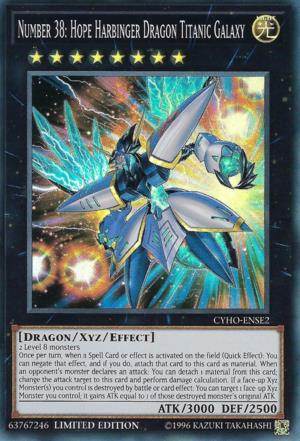 NUMBER 38: HOPE HARBINGER DRAGON TITANIC GALAXY
光
CYHO-ENSE2
[DRAGON/XYZ/EFFECT]
2 Level 8 monsters
Once per turn, when a Spell Card or effect is activated on the field (Quick Effect): You
can negate that effect, and if you do, attach that card to this card as material. When
an opponent's monster declares an attack: You can detach 1 material from this card;
change the attack target to this card and perform damage calculation. If a face-up Xyz
Monster(s) you control is destroyed by battle or card effect: You can target 1 face-up Xyz
Monster you control; it gains ATK equal to 1 of those destroyed monster's original ATK.
ATK/3000 DEF/2500
63767246 LIMITED EDITION ©1996 KAZUKI TAKAHASHI